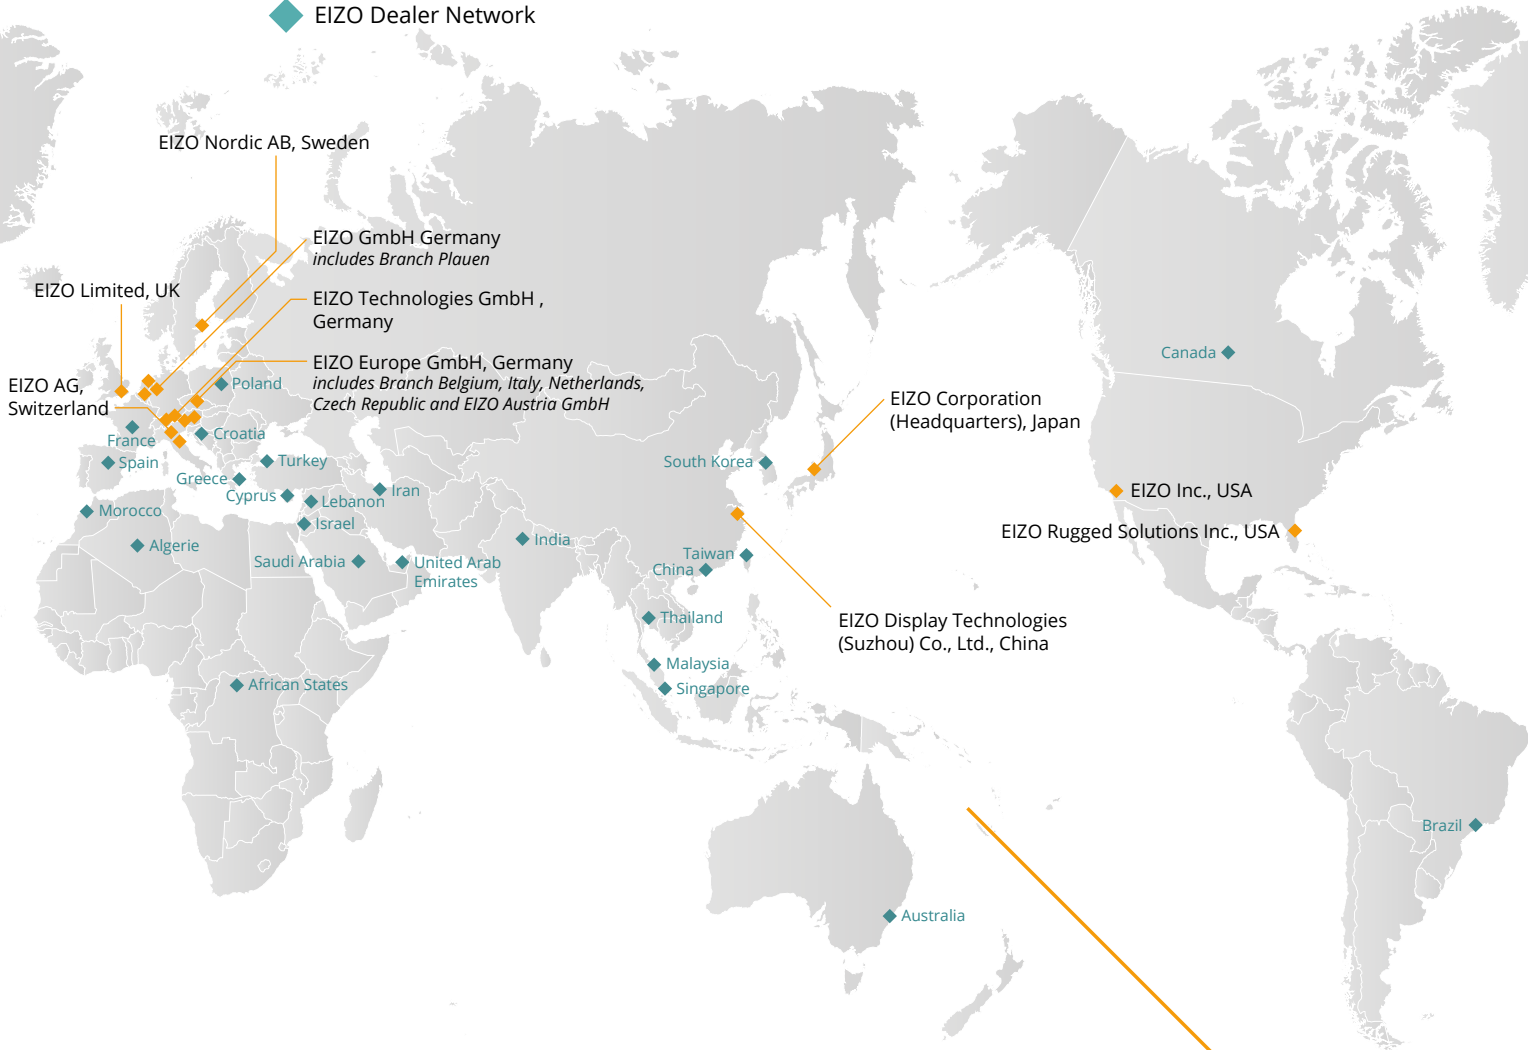 EIZO Dealer Network
EIZO Nordic AB, Sweden
EIZO GmbH Germany
includes Branch Plauen
EIZO Limited, UK
EIZO Technologies GmbH ,
Germany
EIZO Europe GmbH, Germany
includes Branch Belgium, Italy, Netherlands,
Czech Republic and EIZO Austria GmbH
EIZO AG,
Switzerland
Poland
France
Croatia
Spain
Turkey
Greece
Cyprus
Lebanon
Iran
Morocco
Israel
Algerie
Saudi Arabia
United Arab
Emirates
India
African States
South Korea
Taiwan
China
Thailand
Malaysia
Singapore
EIZO Corporation
(Headquarters), Japan
EIZO Display Technologies
(Suzhou) Co., Ltd., China
Canada
EIZO Inc., USA
EIZO Rugged Solutions Inc., USA
Brazil
Australia